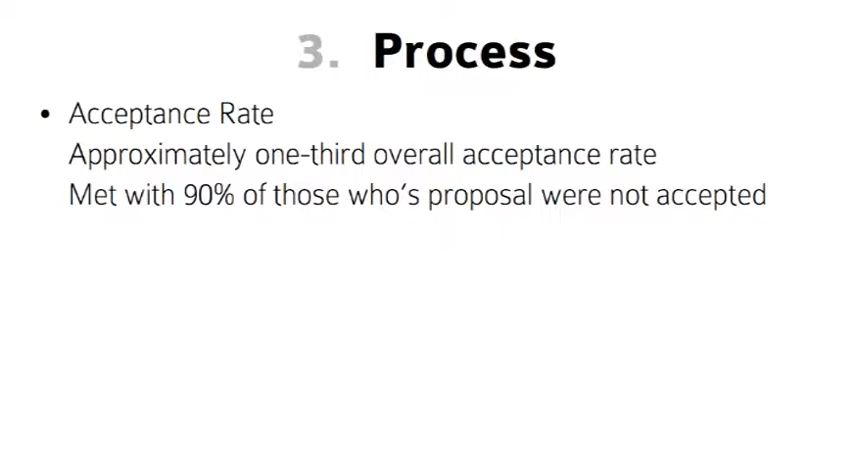 3. Process
• Acceptance Rate
Approximately one-third overall acceptance rate
Met with 90% of those who's proposal were not accepted